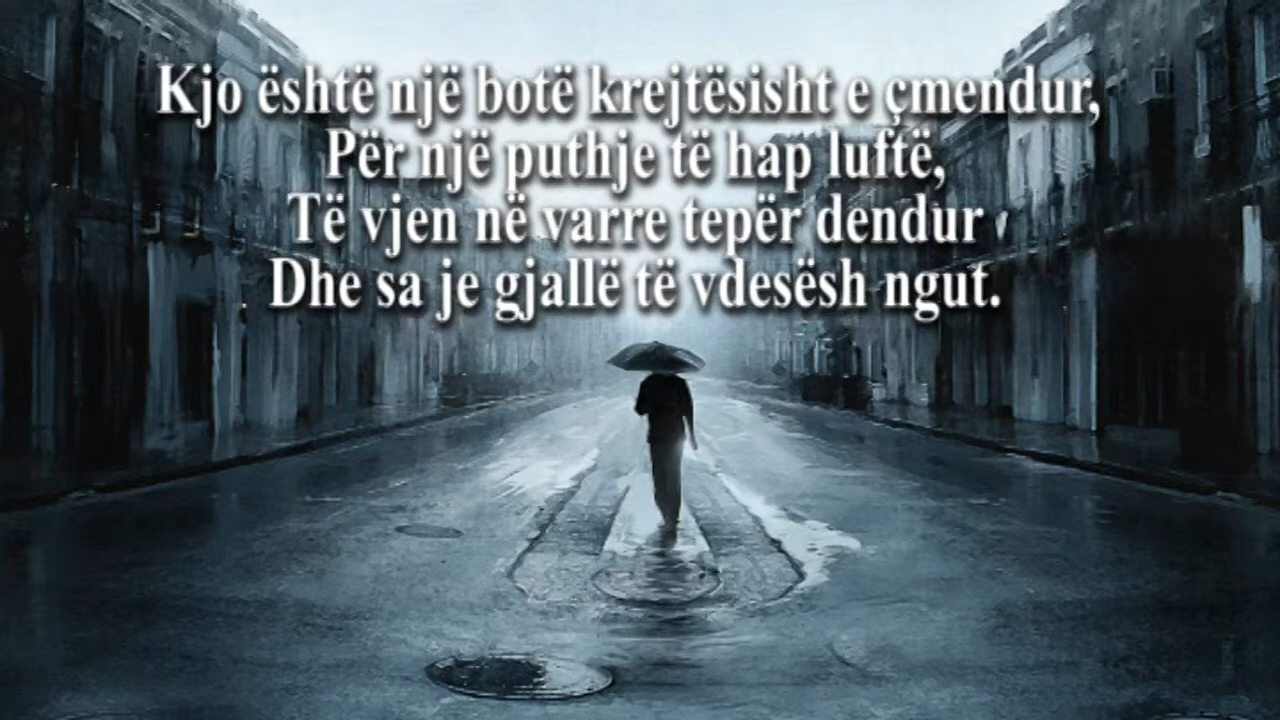 Kjo është një botë krejtësisht e çmendur,
Për një puthje të hap luftë,
Të vjen në varre tepër dendur
Dhe sa je gjallë të vdesësh ngut.